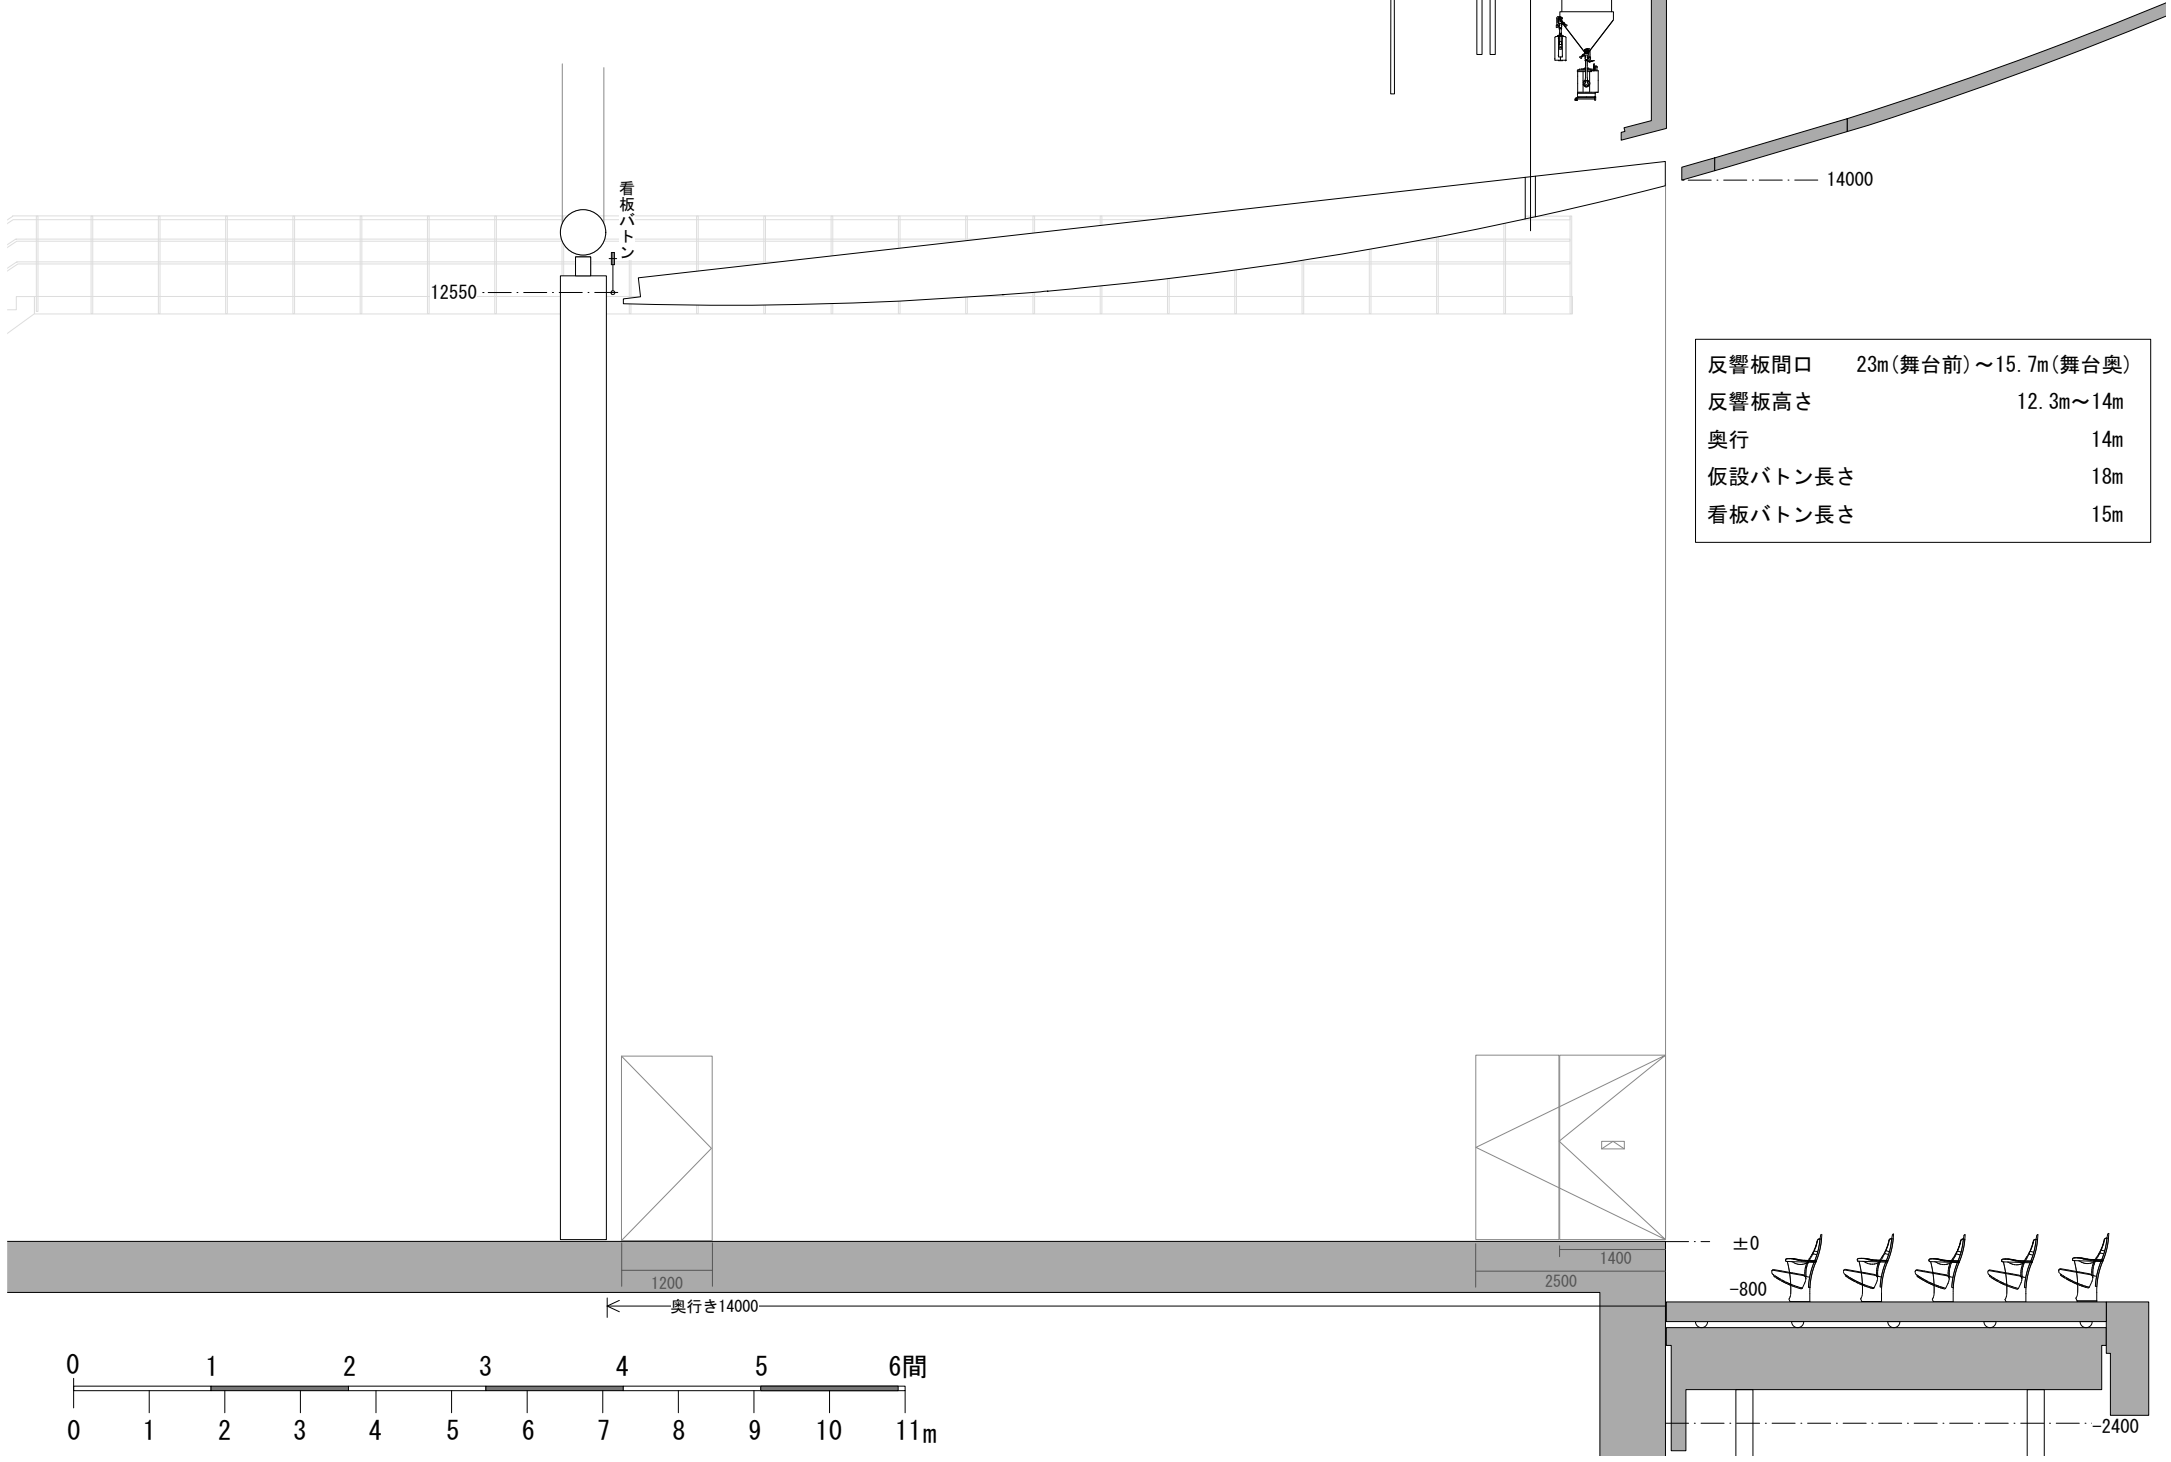 看板バトン
14000
12550
反響板間口 23m(舞台前)～15.7m(舞台奥)
反響板高さ 12.3m～14m
奥行 14m
仮設バトン長さ 18m
看板バトン長さ 15m
±0
1400
1200
2500
-800
奥行き14000
0 1 2 3 4 5 6間
0 1 2 3 4 5 6 7 8 9 10 11m
-2400